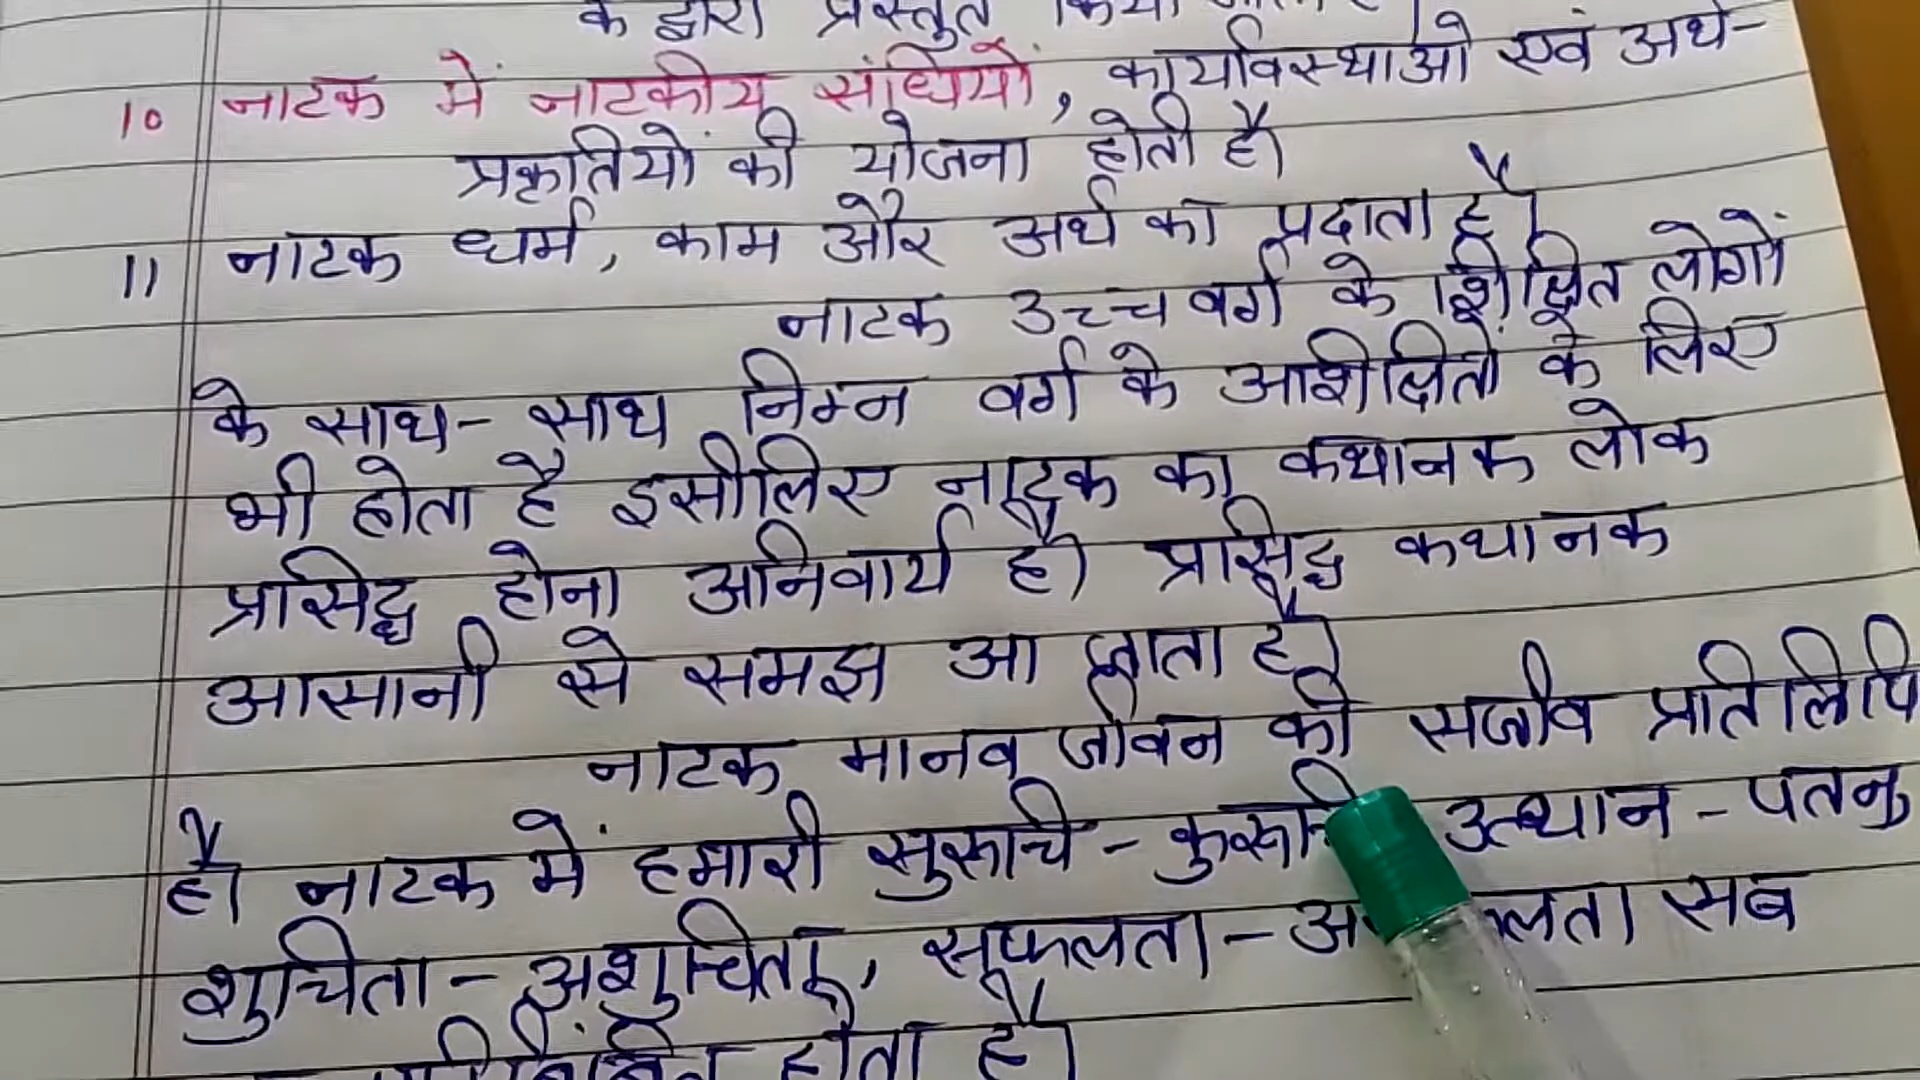 के द्वारा प्रस्तुत किया
10 नाटक में नाटकीय संधियों, कार्यावस्थाओं एवं अर्थ-
प्रकृतियों की योजना होती है।
11 नाटक धर्म, काम और अर्थ का प्रदाता है।
नाटक उच्च वर्ग के शिक्षित लोगों
के साथ-साथ निम्न वर्ग के अशिक्षितों के लिए
भी होता है इसीलिए नाटक का कथानक लोक
प्रसिद्ध होना अनिवार्य है। प्रसिद्ध कथानक
आसानी से समझ आ जाता है।
नाटक मानव जीवन की सजीव प्रतिलिपि
है। नाटक में हमारी सुरूचि - उत्थान - पतन,
शुचिता - अशुचिता, सफलता - सब
होता है।